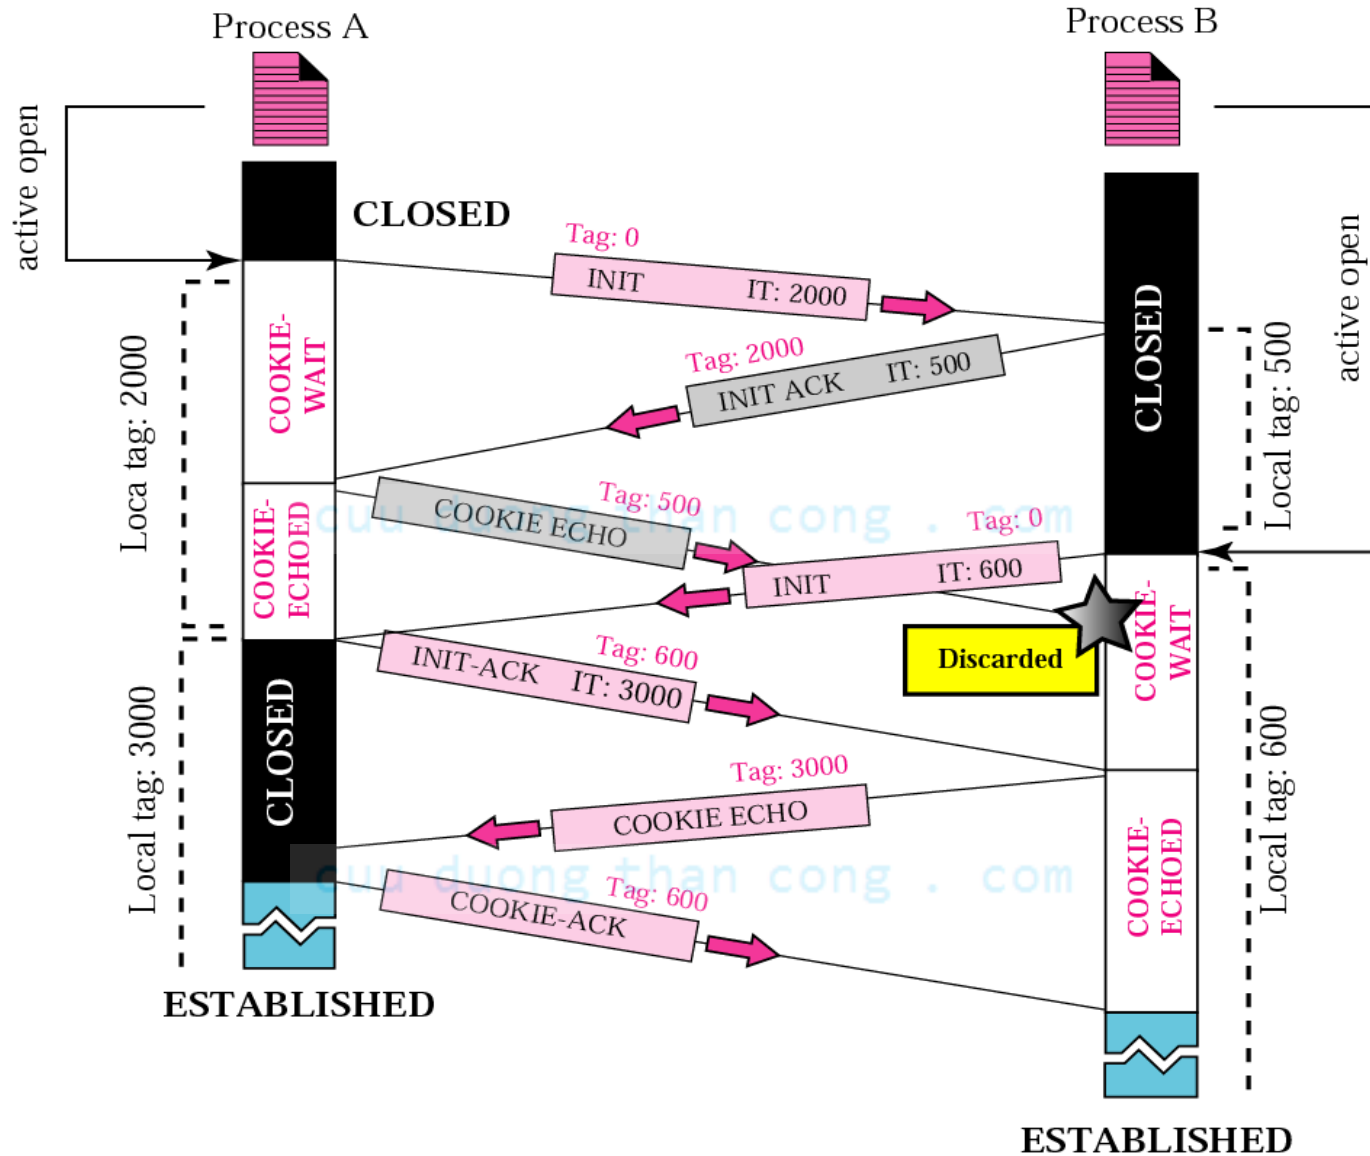 Process A
Process B
active open
CLOSED
Tag: 0
INIT IT: 2000
active open
COOKIE-
WAIT
Loca tag: 2000
CLOSED
Local tag: 500
Tag: 2000
INIT ACK IT: 500
COOKIE-
ECHOED
Tag: 500
COOKIE ECHO
cuu duong than cong . com
Tag: 0
INIT IT: 600
COOKIE-
WAIT
Discarded
Tag: 600
INIT-ACK IT: 3000
CLOSED
Local tag: 3000
Local tag: 600
Tag: 3000
COOKIE ECHO
COOKIE-
ECHOED
cuu duong than cong . com
Tag: 600
COOKIE-ACK
ESTABLISHED
ESTABLISHED